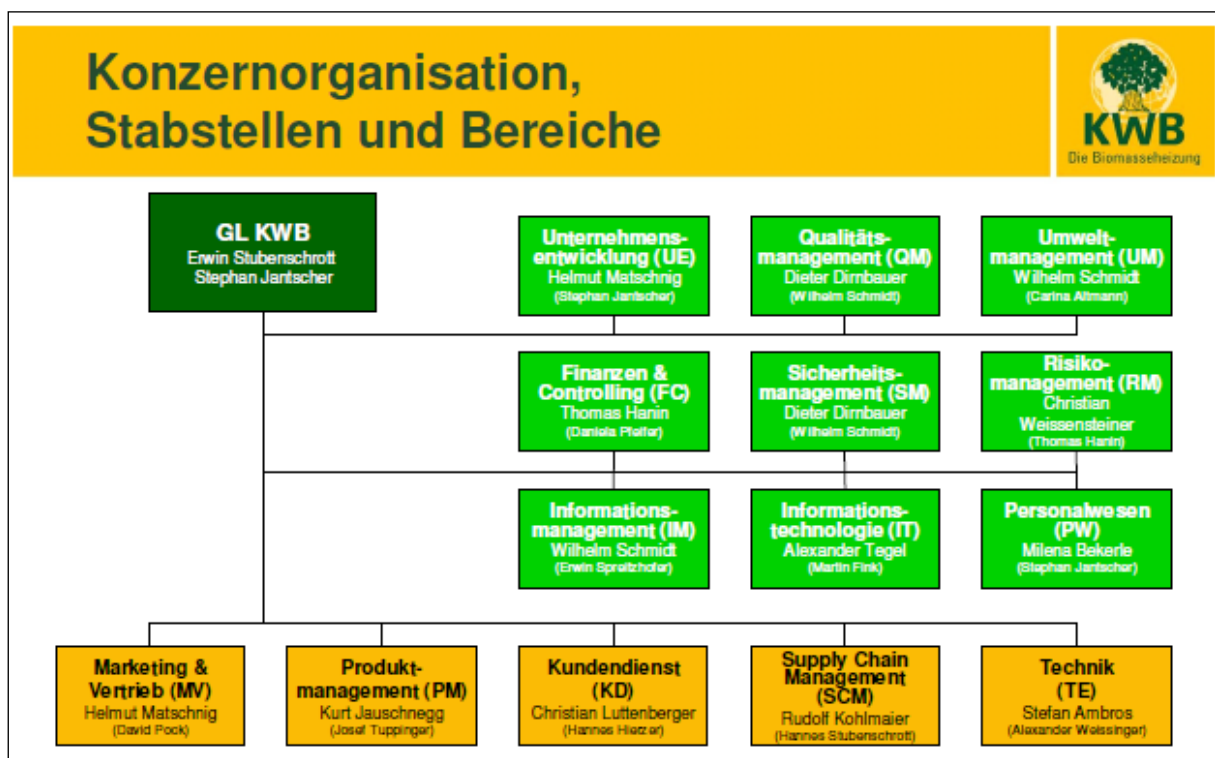 Konzernorganisation,
Stabstellen und Bereiche
KWB
Die Biomasseheizung
GL KWB
Erwin Stubenschrott
Stephan Jantscher
Unternehmens-
entwicklung (UE)
Helmut Matschnig
(Stephan Jantscher)
Qualitäts-
management (QM)
Dieter Dirnbauer
(Wilhelm Schmidt)
Umwelt-
management (UM)
Wilhelm Schmidt
(Carina Altmann)
Finanzen &
Controlling (FC)
Thomas Hanin
(Daniela Pfeifer)
Sicherheits-
management (SM)
Dieter Dirnbauer
(Wilhelm Schmidt)
Risiko-
management (RM)
Christian
Weissensteiner
(Thomas Hanin)
Informations-
management (IM)
Wilhelm Schmidt
(Erwin Spreitzhofer)
Informations-
technologie (IT)
Alexander Tegel
(Martin Fink)
Personalwesen
(PW)
Milena Bekerle
(Stephan Jantscher)
Marketing &
Vertrieb (MV)
Helmut Matschnig
(David Pock)
Produkt-
management (PM)
Kurt Jauschnegg
(Josef Tuppinger)
Kundendienst
(KD)
Christian Luttenberger
(Hannes Hietzer)
Supply Chain
Management
(SCM)
Rudolf Kohlmaier
(Hannes Stubenschrott)
Technik
(TE)
Stefan Ambros
(Alexander Weissinger)